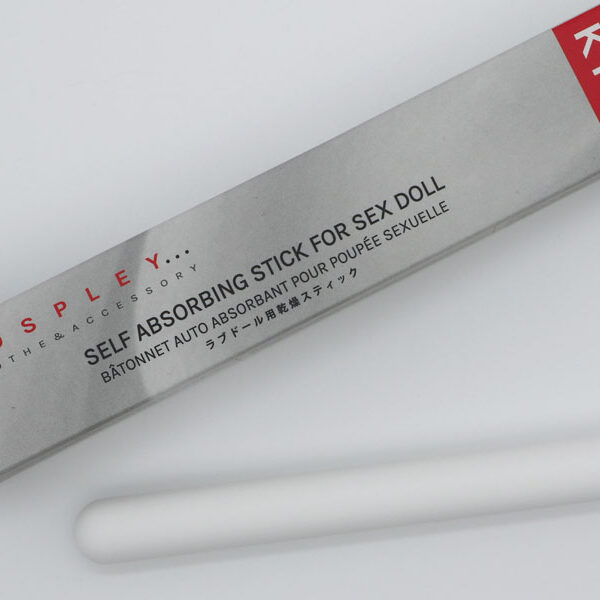 OSPLEY...
THE & ACCESSORY
SELF ABSORBING STICK FOR SEX DOLL
BÂTONNET AUTO ABSORBANT POUR POUPÉE SEXUELLE
ラブドール用乾燥スティック